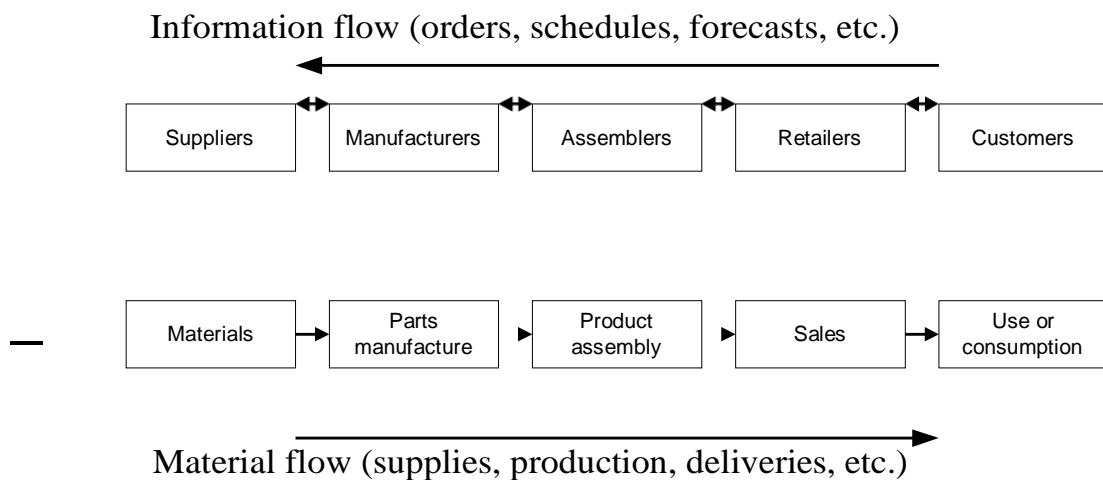 Information flow (orders, schedules, forecasts, etc.)
Suppliers
Manufacturers
Assemblers
Retailers
Customers
Materials
Parts
manufacture
Product
assembly
Sales
Use or
consumption
Material flow (supplies, production, deliveries, etc.)